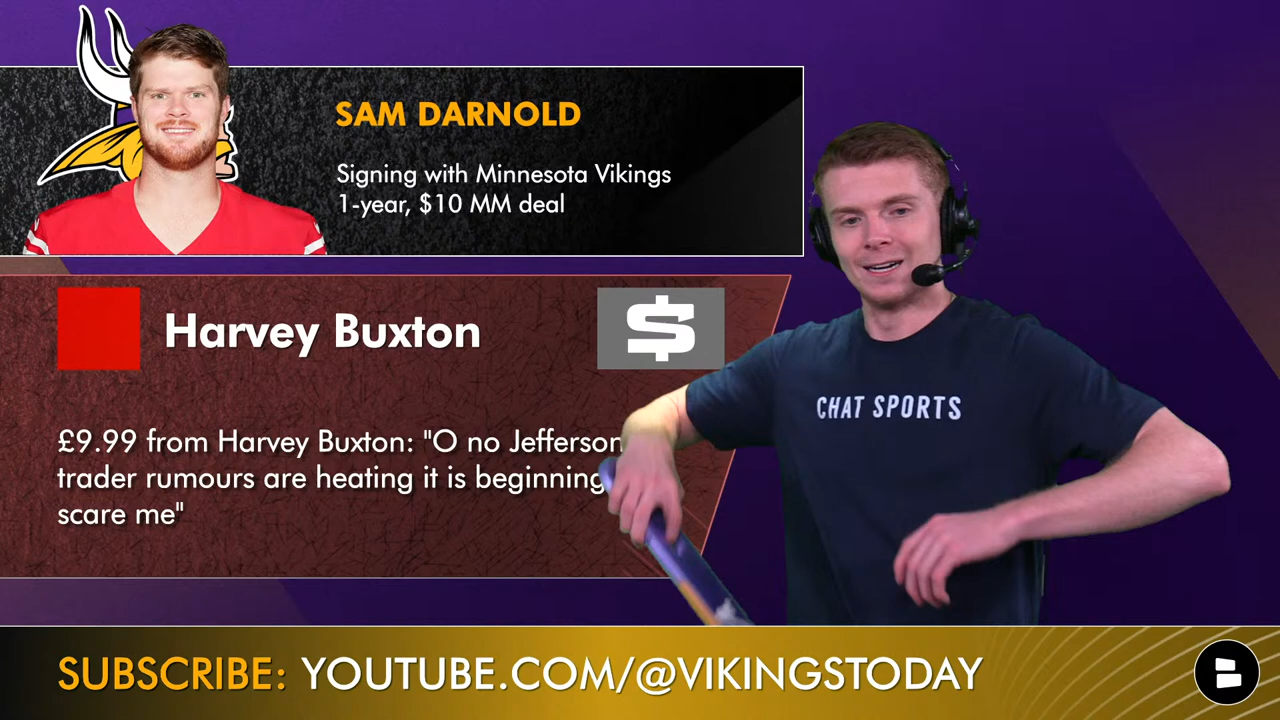 SAM DARNOLD
Signing with Minnesota Vikings
1-year, $10 MM deal
Harvey Buxton
$
£9.99 from Harvey Buxton: "O no Jefferson
trader rumours are heating it is beginning
scare me"
CHAT SPORTS
SUBSCRIBE: YOUTUBE.COM/@VIKINGSTODAY